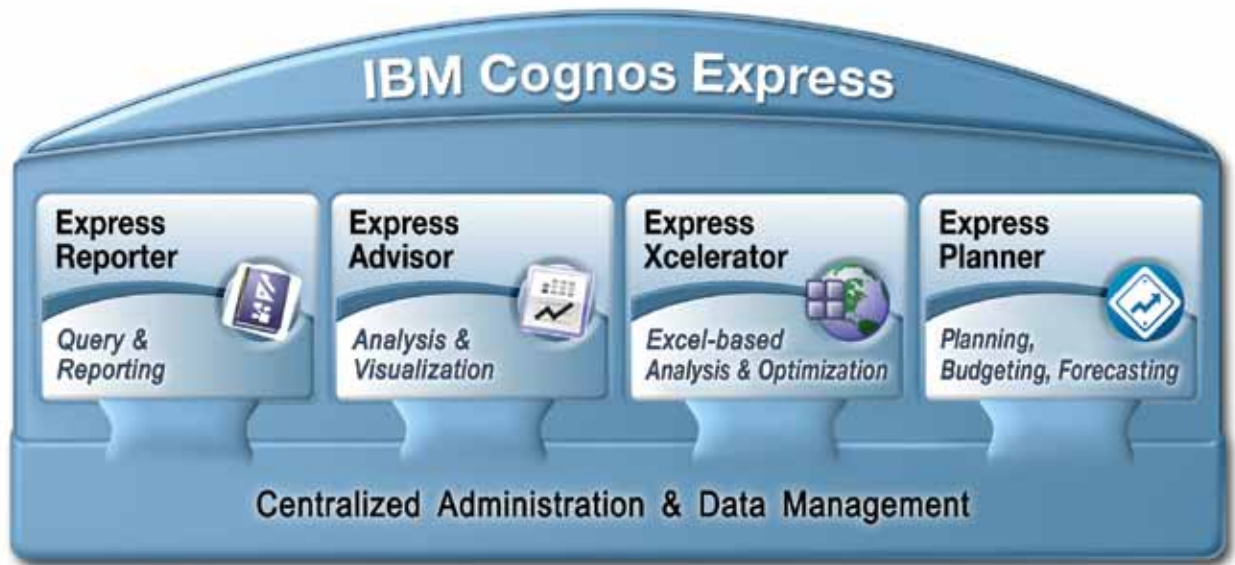 IBM Cognos Express
Express
Reporter
Query &
Reporting
Express
Advisor
Analysis &
Visualization
Express
Xcelerator
Excel-based
Analysis & Optimization
Express
Planner
Planning,
Budgeting, Forecasting
Centralized Administration & Data Management